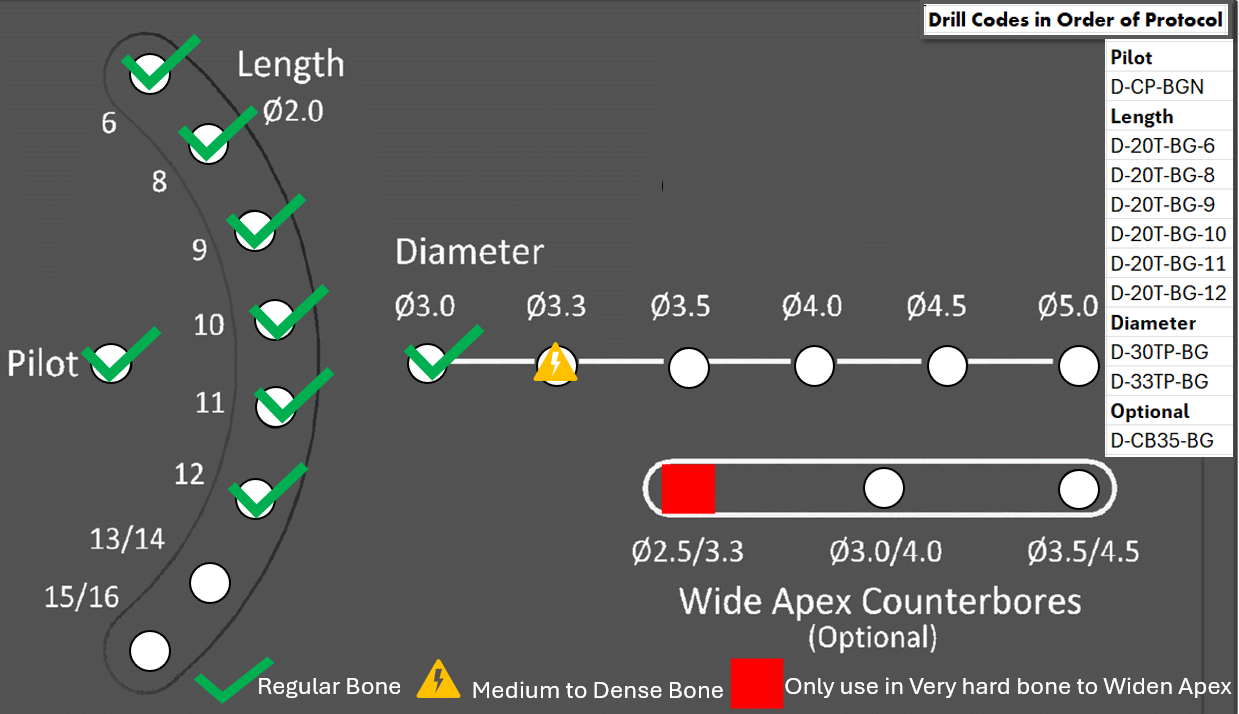 Drill Codes in Order of Protocol
Pilot
D-CP-BGN
Length
D-20T-BG-6
D-20T-BG-8
D-20T-BG-9
D-20T-BG-10
D-20T-BG-11
D-20T-BG-12
Diameter
D-30TP-BG
D-33TP-BG
Optional
D-CB35-BG
Length
Ø2.0
6
8
9
10
Pilot
11
12
13/14
15/16
Diameter
Ø3.0 Ø3.3 Ø3.5 Ø4.0 Ø4.5 Ø5.0
Ø2.5/3.3 Ø3.0/4.0 Ø3.5/4.5
Wide Apex Counterbores
(Optional)
Regular Bone Medium to Dense Bone Only use in Very hard bone to Widen Apex